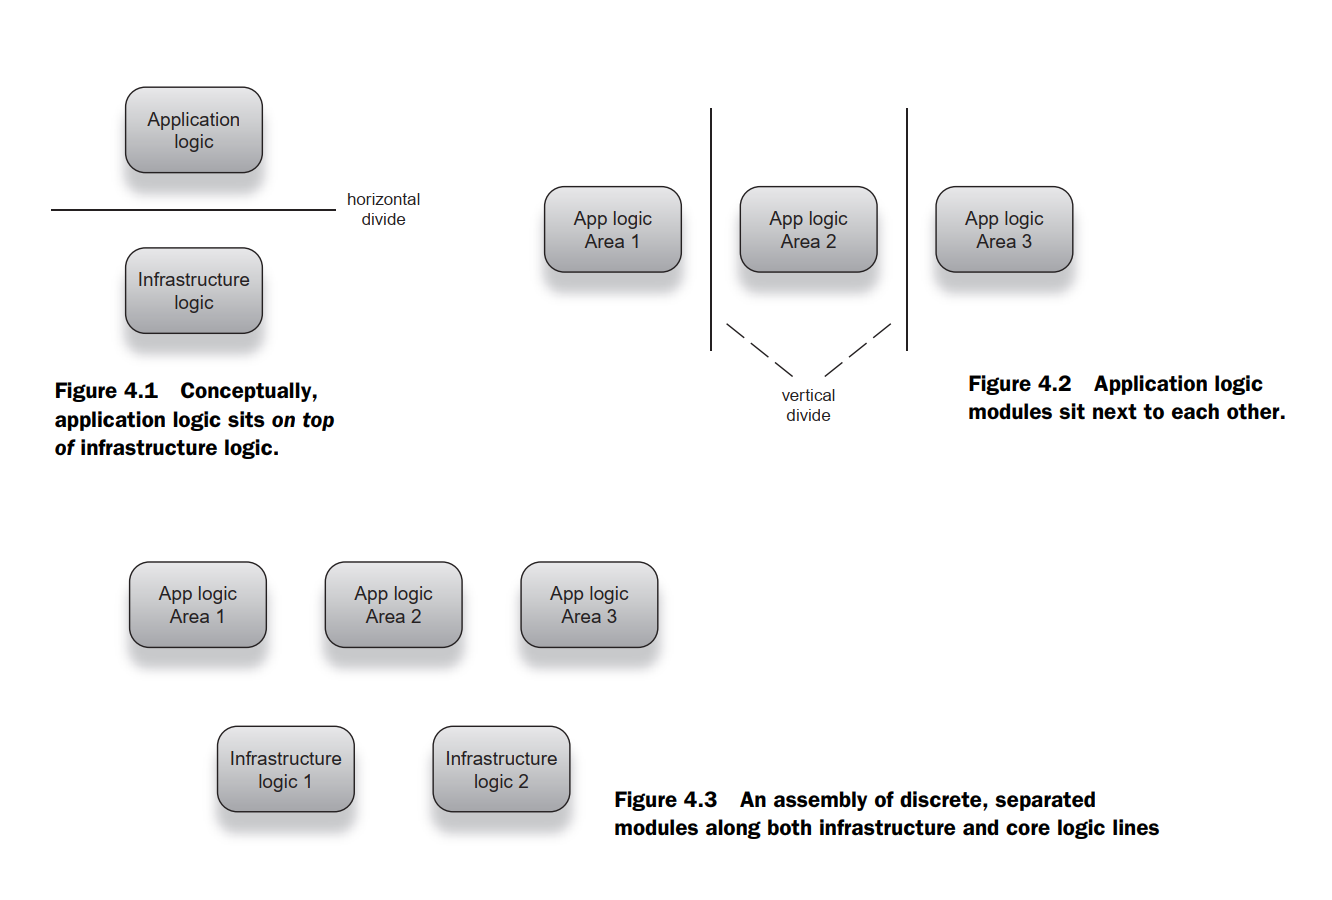 Application
logic
horizontal
divide
Infrastructure
logic
Figure 4.1 Conceptually,
application logic sits on top
of infrastructure logic.
App logic
Area 1
App logic
Area 2
App logic
Area 3
vertical
divide
Figure 4.2 Application logic
modules sit next to each other.
App logic
Area 1
App logic
Area 2
App logic
Area 3
Infrastructure
logic 1
Infrastructure
logic 2
Figure 4.3 An assembly of discrete, separated
modules along both infrastructure and core logic lines